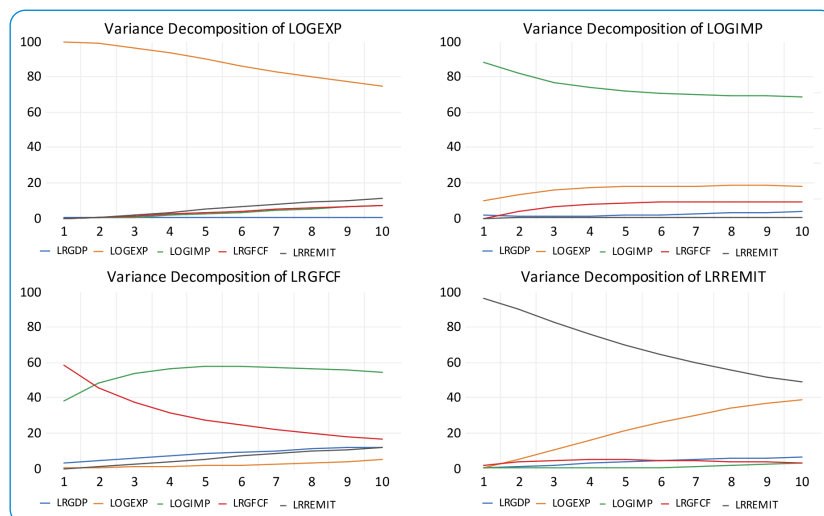 Variance Decomposition of LOGEXP
100
80
60
40
20
0
1 2 3 4 5 6 7 8 9 10
LRGDP LOGEXP LOGIMP LRGFCF LRREMIT
Variance Decomposition of LOGIMP
100
80
60
40
20
0
1 2 3 4 5 6 7 8 9 10
LRGDP LOGEXP LOGIMP LRGFCF LRREMIT
Variance Decomposition of LRGFCF
100
80
60
40
20
0
1 2 3 4 5 6 7 8 9 10
LRGDP LOGEXP LOGIMP LRGFCF LRREMIT
Variance Decomposition of LRREMIT
100
80
60
40
20
0
1 2 3 4 5 6 7 8 9 10
LRGDP LOGEXP LOGIMP LRGFCF LRREMIT